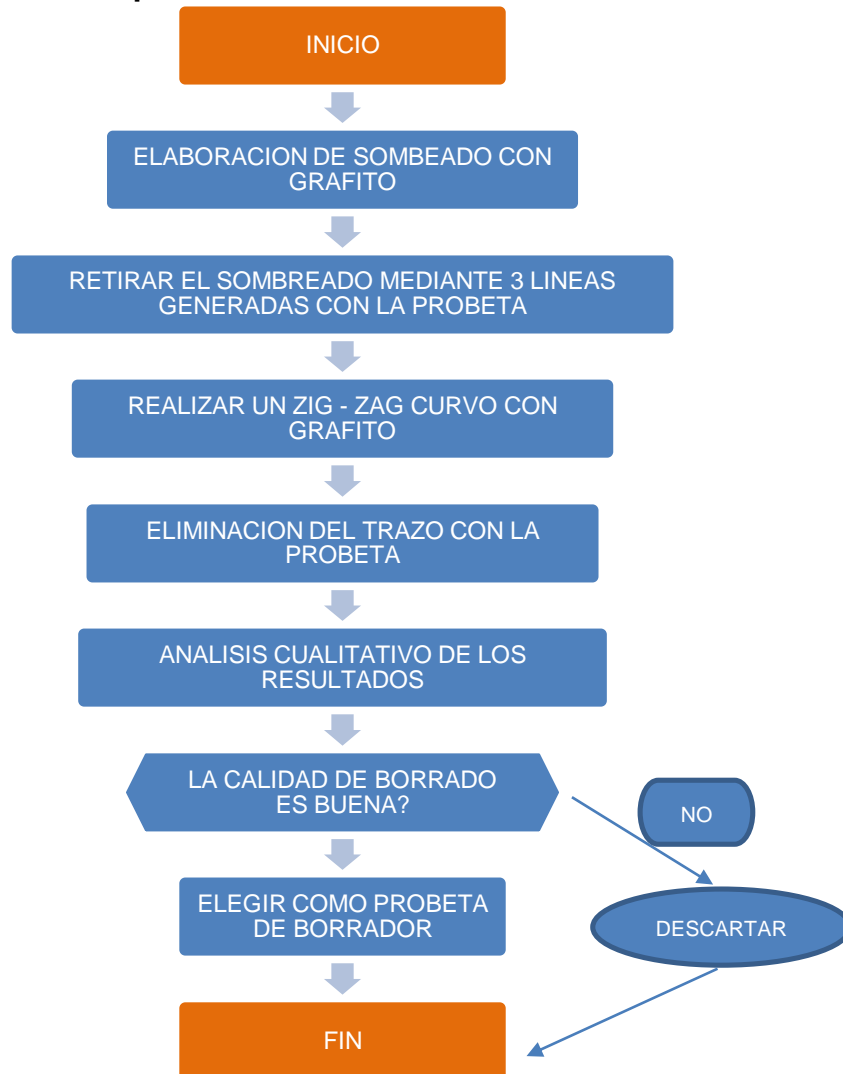 INICIO
ELABORACION DE SOMBEADO CON
GRAFITO
RETIRAR EL SOMBREADO MEDIANTE 3 LINEAS
GENERADAS CON LA PROBETA
REALIZAR UN ZIG - ZAG CURVO CON
GRAFITO
ELIMINACION DEL TRAZO CON LA
PROBETA
ANALISIS CUALITATIVO DE LOS
RESULTADOS
LA CALIDAD DE BORRADO
ES BUENA?
NO
ELEGIR COMO PROBETA
DE BORRADOR
DESCARTAR
FIN